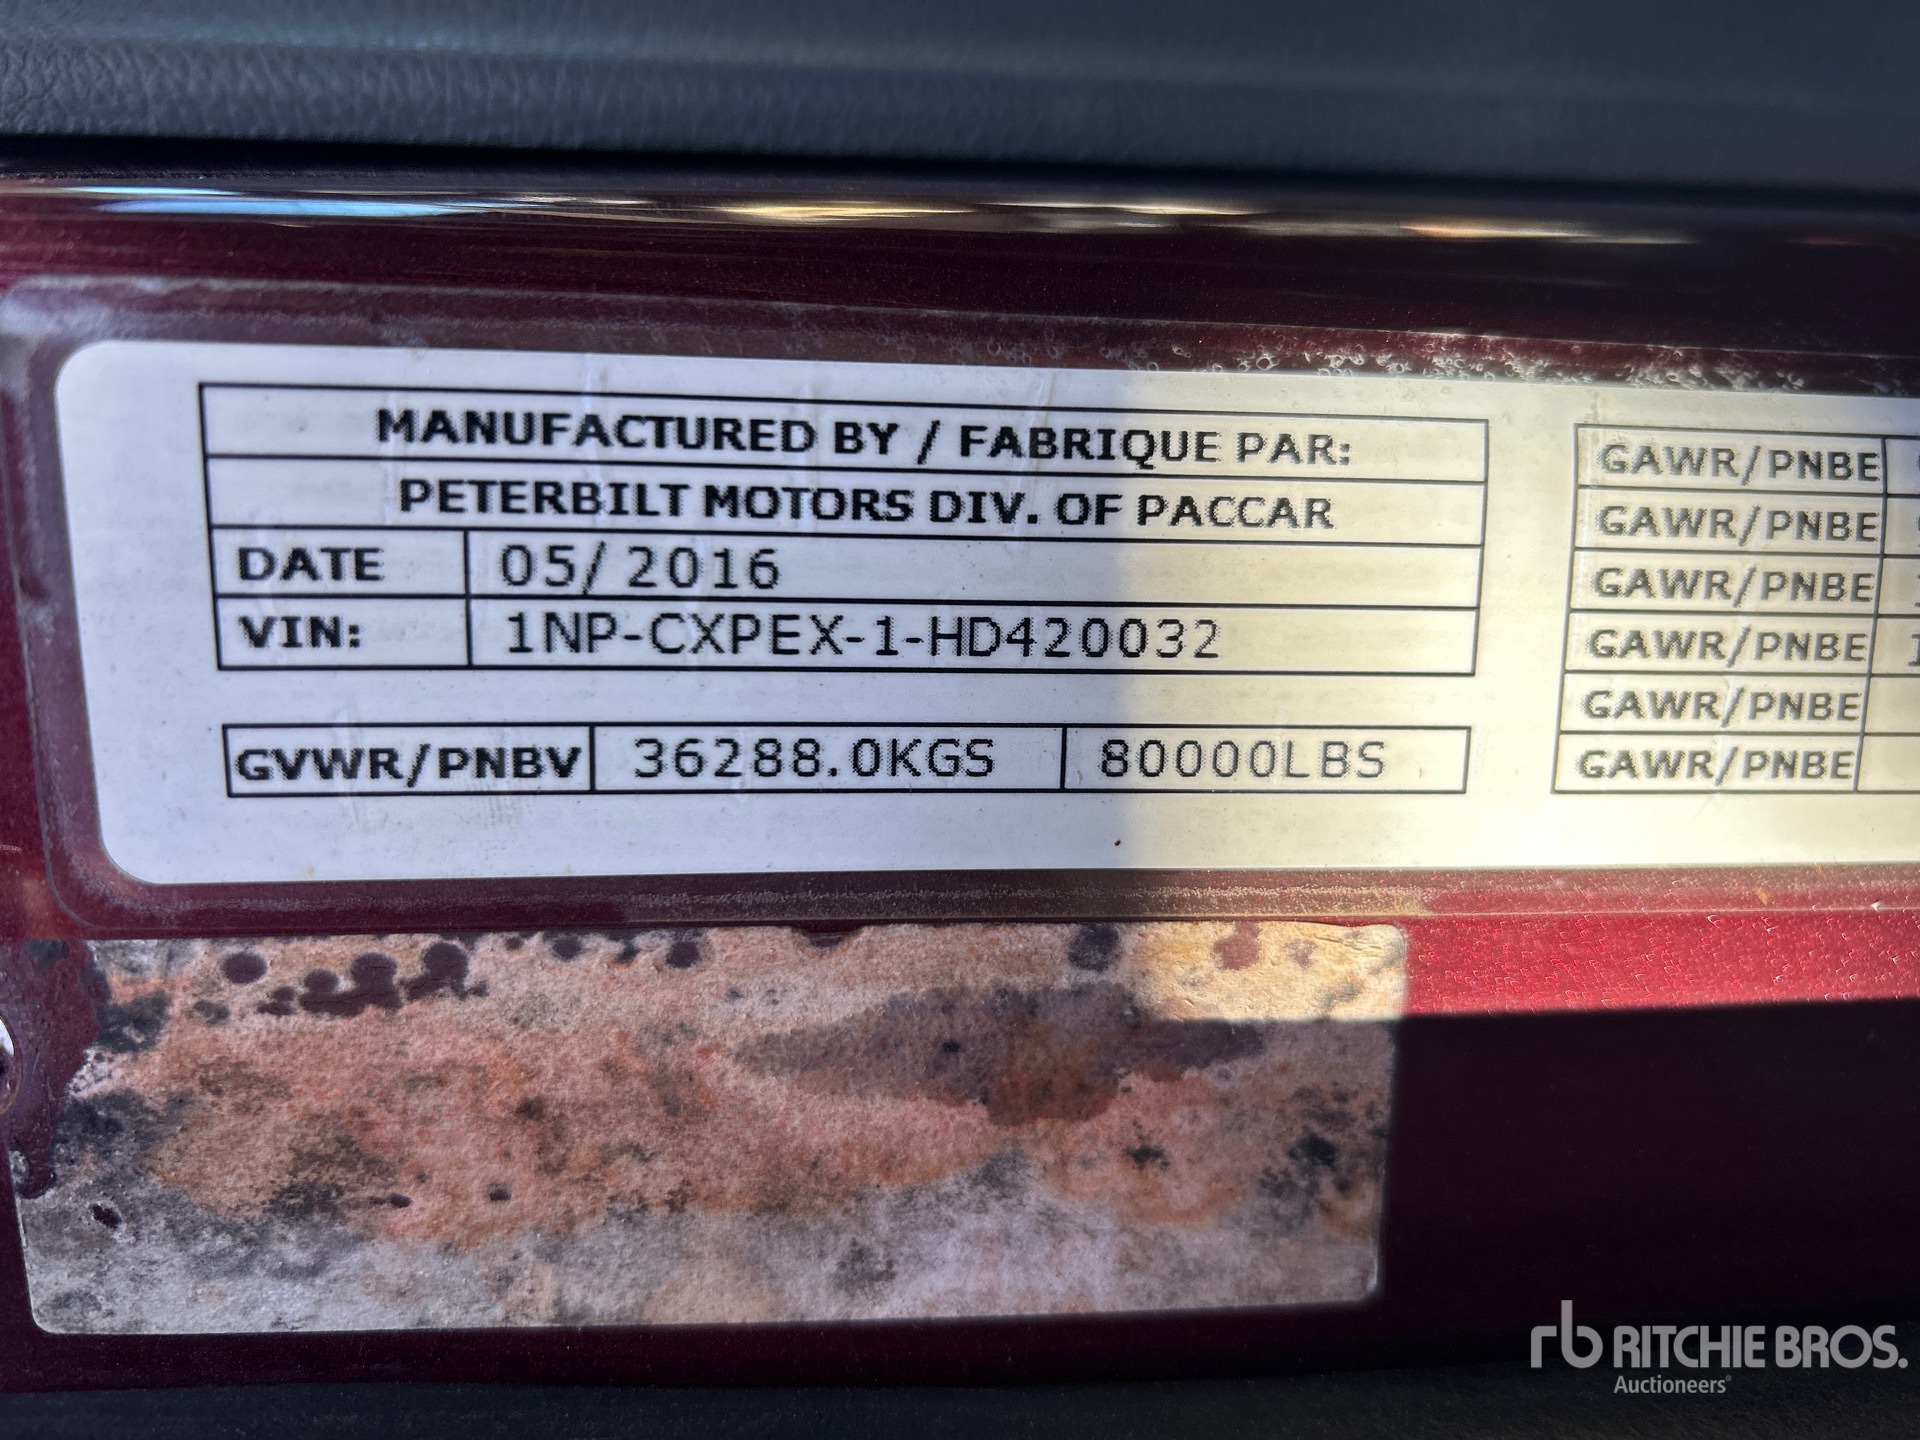 MANUFACTURED BY / FABRIQUE PAR:
PETERBILT MOTORS DIV. OF PACCAR
DATE 05/2016
VIN: 1NP-CXPEX-1-HD420032
GVWR/PNBV 36288.0KGS 80000LBS
GAWR/PNBE
GAWR/PNBE
GAWR/PNBE
GAWR/PNBE
GAWR/PNBE
GAWR/PNBE
rb RITCHIE BROS.
Auctioneers®